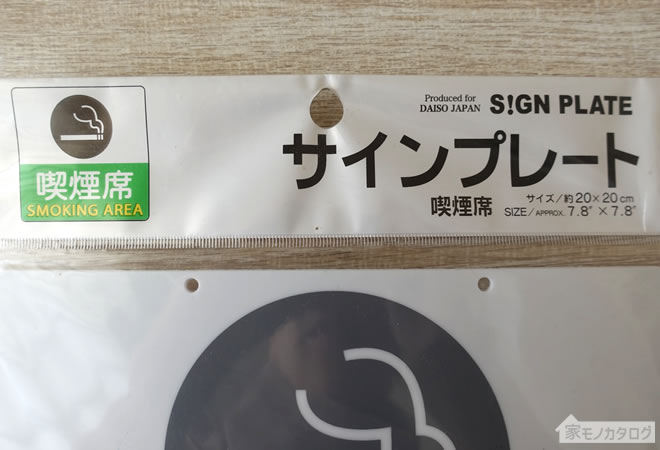 Produced for
DAISO JAPAN
S!GN PLATE
サインプレート
喫煙席
サイズ/約20×20cm
SIZE/APPROX.7.8"×7.8"
喫煙席
SMOKING AREA
家モノカタログ